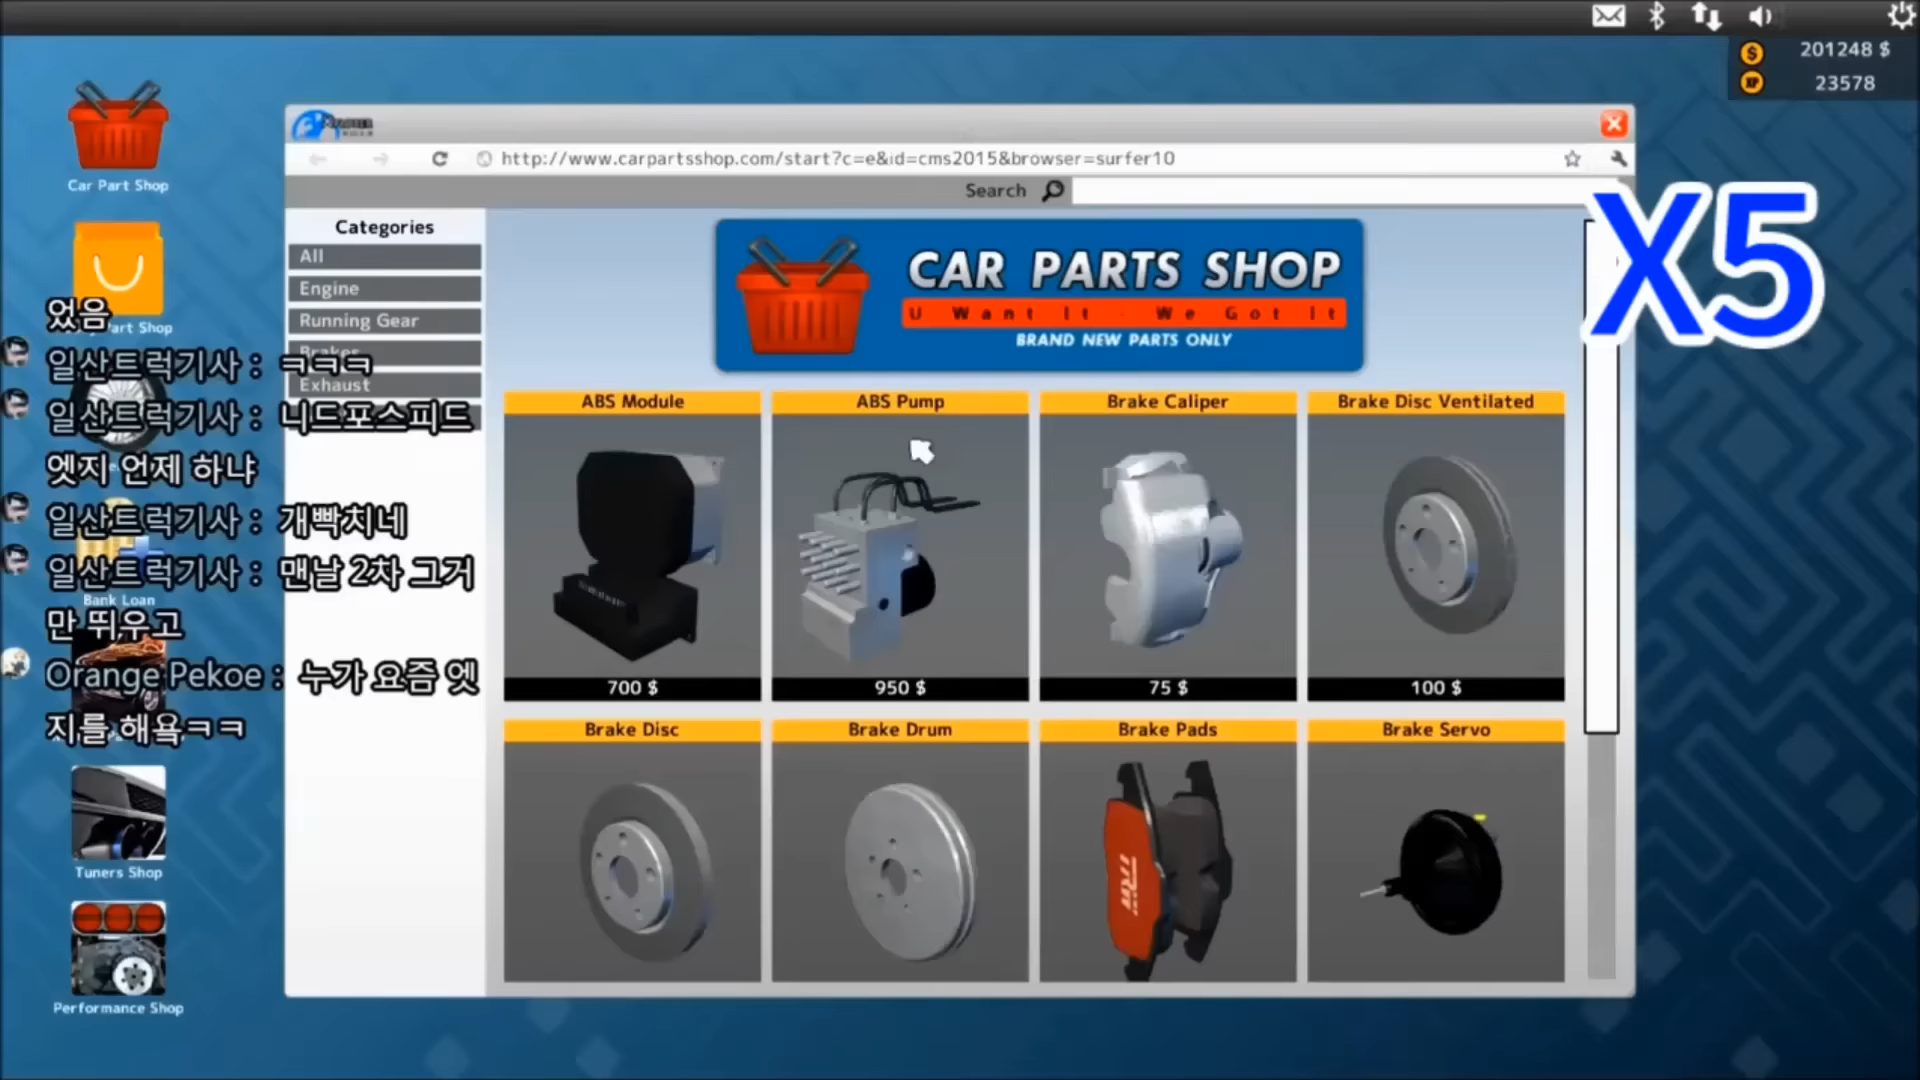 201248 $
23578
Car Part Shop
http://www.carpartsshop.com/start?c=e&id=cms2015&browser=surfer10
Search
X5
Categories
All
Engine
Running Gear
Brakes
Exhaust
CAR PARTS SHOP
U Want It - We Got It
BRAND NEW PARTS ONLY
Part Shop
었음
일산트럭기사 : ㅋㅋㅋ
일산트럭기사 : 니드포스피드
엣지 언제 하냐
일산트럭기사 : 개빡치네
일산트럭기사 : 맨날 2차 그거
만 뛰우고
Orange Pekoe : 누가 요즘 엣
지를 해욬ㅋㅋ
Bank Loan
Tuners Shop
Performance Shop
ABS Module
700 $
ABS Pump
950 $
Brake Caliper
75 $
Brake Disc Ventilated
100 $
Brake Disc
Brake Drum
Brake Pads
TRW
Brake Servo